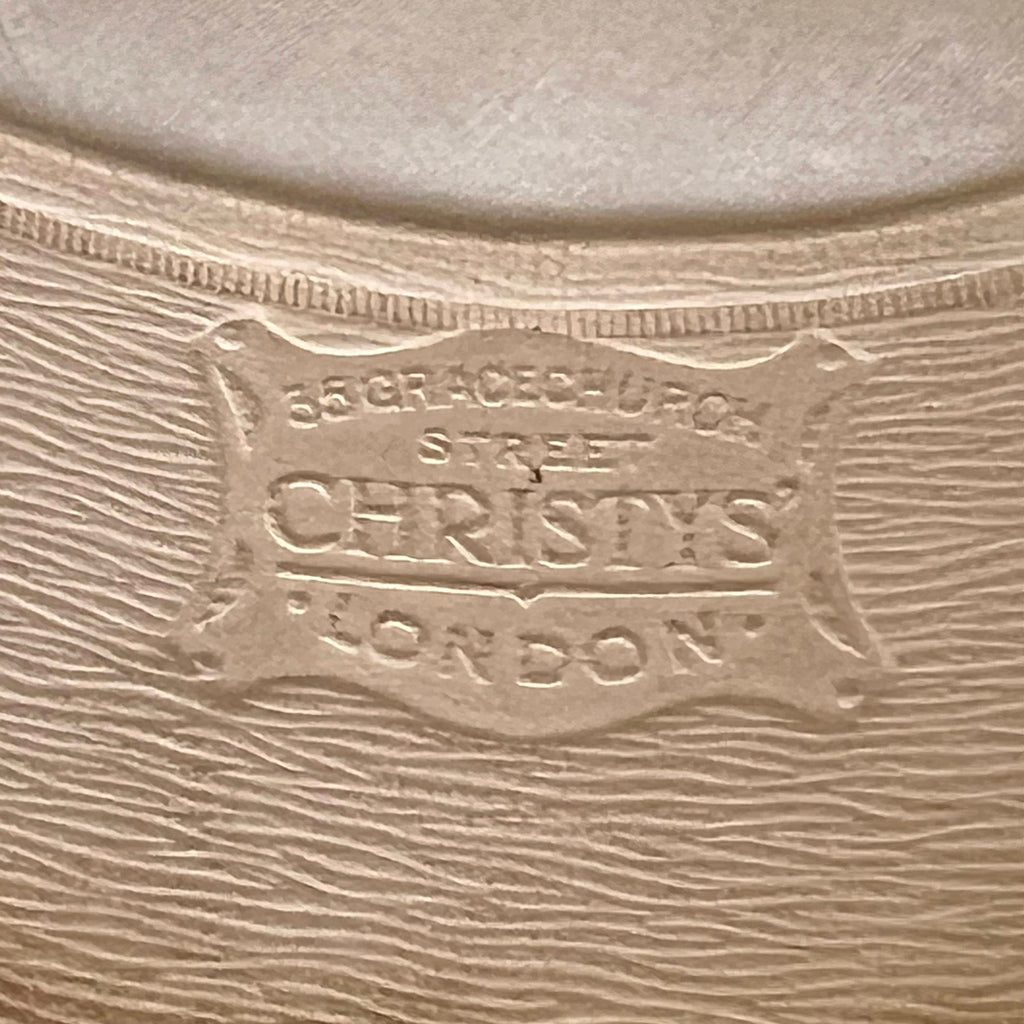 35 GRACECHURCH
STREET
CHRISTYS'
LONDON